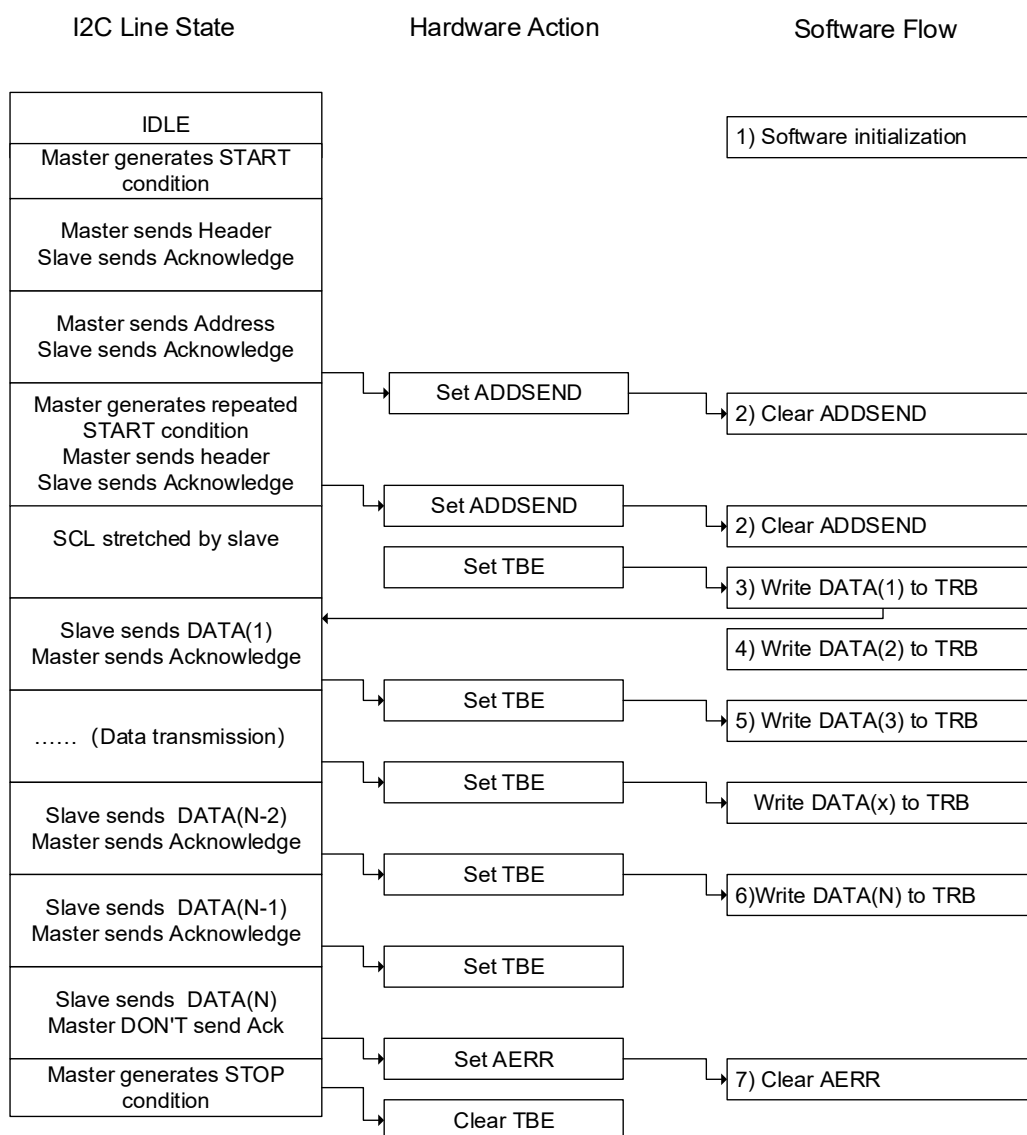 I2C Line State
Hardware Action
Software Flow
IDLE
1) Software initialization
Master generates START
condition
Master sends Header
Slave sends Acknowledge
Master sends Address
Slave sends Acknowledge
Set ADDSEND
2) Clear ADDSEND
Master generates repeated
START condition
Master sends header
Slave sends Acknowledge
Set ADDSEND
2) Clear ADDSEND
SCL stretched by slave
Set TBE
3) Write DATA(1) to TRB
Slave sends DATA(1)
Master sends Acknowledge
4) Write DATA(2) to TRB
Set TBE
5) Write DATA(3) to TRB
...... (Data transmission)
Set TBE
Write DATA(x) to TRB
Slave sends DATA(N-2)
Master sends Acknowledge
Set TBE
6)Write DATA(N) to TRB
Slave sends DATA(N-1)
Master sends Acknowledge
Set TBE
Slave sends DATA(N)
Master DON'T send Ack
Set AERR
7) Clear AERR
Master generates STOP
condition
Clear TBE